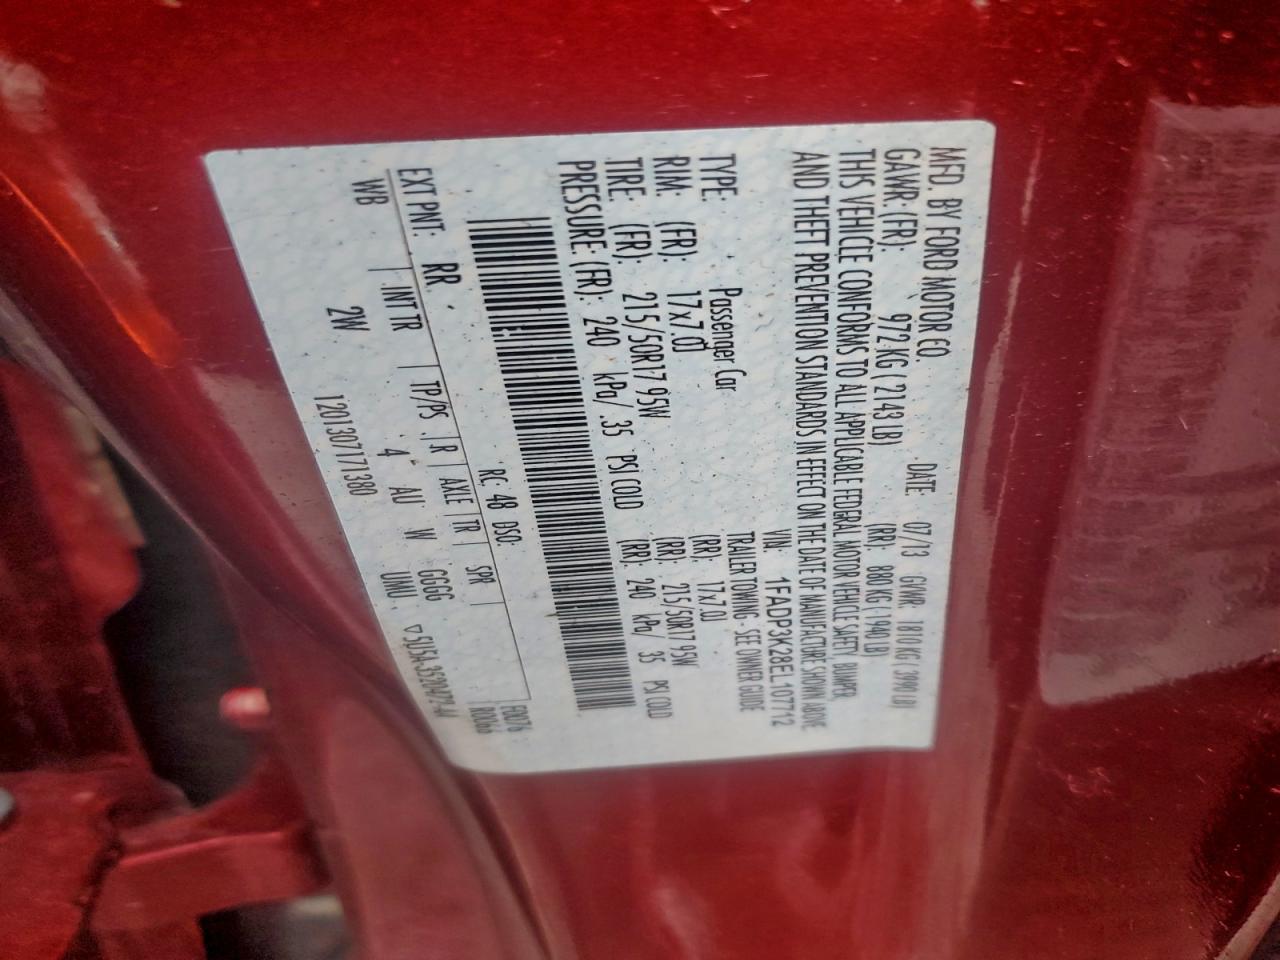 MFD. BY FORD MOTOR CO.
DATE 07/13 GVWR: 1810 KG ( 3990 LB)
GAWR: (FR): 972 KG ( 2143 LB) (RR): 880 KG ( 1940 LB)
THIS VEHICLE CONFORMS TO ALL APPLICABLE FEDERAL MOTOR VEHICLE SAFETY, BUMPER,
AND THEFT PREVENTION STANDARDS IN EFFECT ON THE DATE OF MANUFACTURE SHOWN ABOVE
VIN: 1FADP3K28EL107712
TYPE: Passenger Car TRAILER TOWING - SEE OWNER GUIDE
RIM: (FR): 17x7.0J (RR): 17x7.0J
TIRE: (FR): 215/50R17 95W (RR): 215/50R17 95W
PRESSURE: (FR): 240 kPa/ 35 PSI COLD (RR): 240 kPa/ 35 PSI COLD
RC: 48 DSO: F0076
EXT PNT: RR R0066
INT TR TP/PS R AXLE TR SPR
WB 2W 4 AU W GGGG
1201307171380 UNU